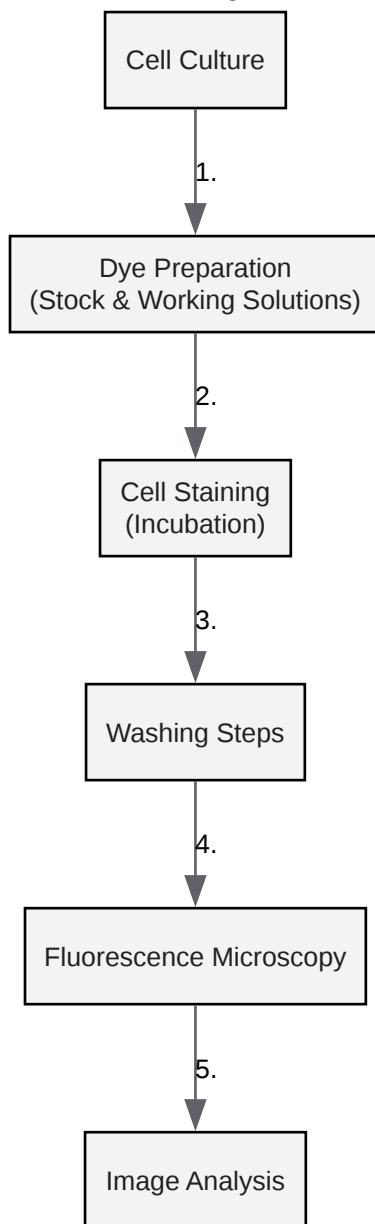 Cell Culture
1.
Dye Preparation
(Stock & Working Solutions)
2.
Cell Staining
(Incubation)
3.
Washing Steps
4.
Fluorescence Microscopy
5.
Image Analysis